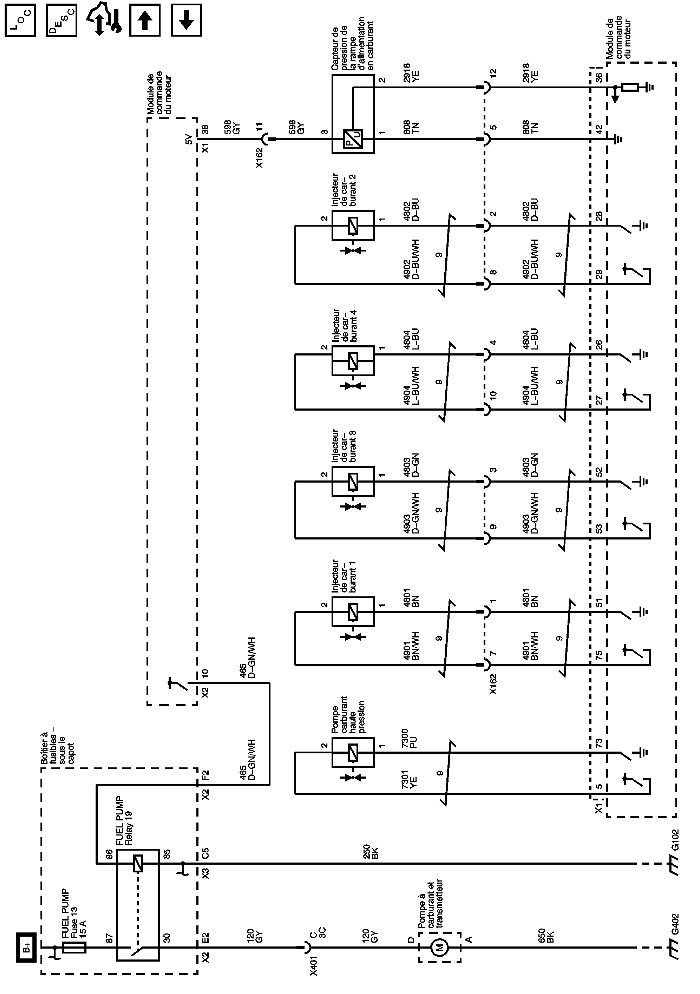 LOC
DESC
Module de
commande
du moteur
5V
38
X1
598
GY
11
X162
598
GY
Capteur de
pression de
la rampe
d'alimentation
en carburant
3
2
1
P
U
2918
YE
12
2918
YE
36
808
TN
5
808
TN
42
Module de
commande
du moteur
Injecteur
de car-
burant 2
2
1
4802
D-BU
2
4802
D-BU
28
4902
D-BU/WH
9
8
4902
D-BU/WH
9
29
Injecteur
de car-
burant 4
2
1
4804
L-BU
4
4804
L-BU
26
4904
L-BU/WH
9
10
4904
L-BU/WH
9
27
Injecteur
de car-
burant 3
2
1
4803
D-GN
3
4803
D-GN
52
4903
D-GN/WH
9
9
4903
D-GN/WH
9
53
Injecteur
de car-
burant 1
2
1
4801
BN
1
4801
BN
51
4901
BN/WH
9
7
X162
4901
BN/WH
9
75
10
X2
465
D-GN/WH
Pompe
carburant
haute
pression
2
1
7300
PU
73
7301
YE
9
5
X1
Boîtier à
fusibles –
sous le
capot
F2
X2
465
D-GN/WH
FUEL PUMP
Relay 19
86
85
C5
X3
250
BK
G102
B+
FUEL PUMP
Fuse 13
15 A
87
30
E2
X2
120
GY
C
3C
X401
120
GY
Pompe à
carburant et
transmetteur
D
M
A
650
BK
G402